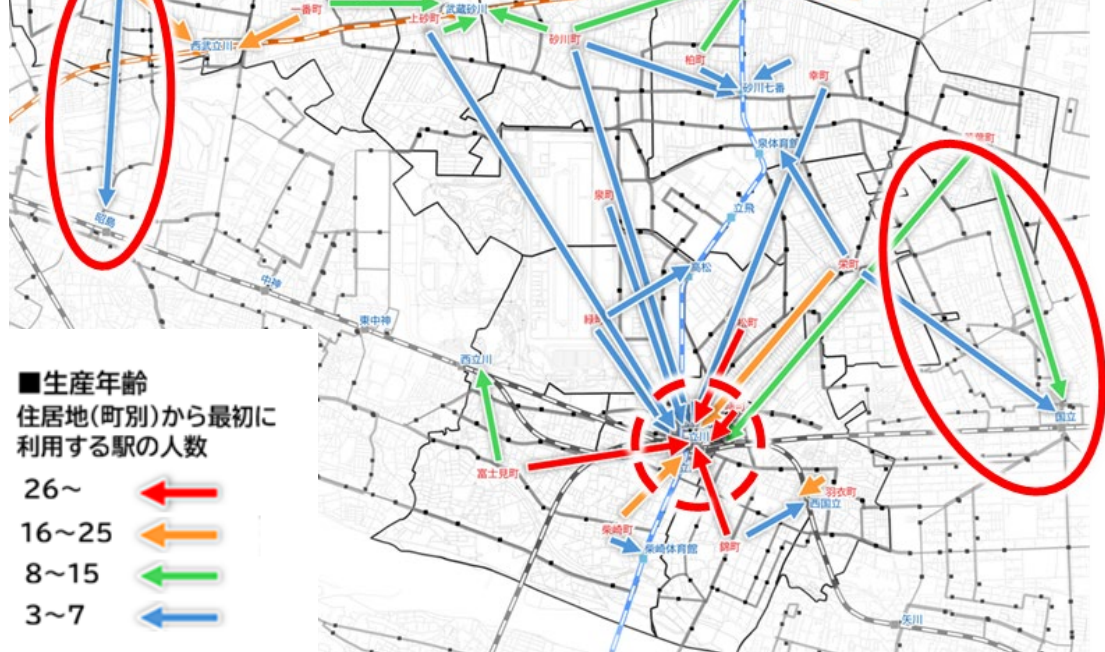 一番町
上砂町
武蔵砂川
西武立川
砂川町
柏町
幸町
砂川七番
泉体育館
昭島
泉町
立飛
中神
高松
栄町
東中神
西立川
国立
立川
富士見町
羽衣町
西国立
柴崎町
柴崎体育館
錦町
矢川
■生産年齢
住居地(町別)から最初に
利用する駅の人数
26~
16~25
8~15
3~7